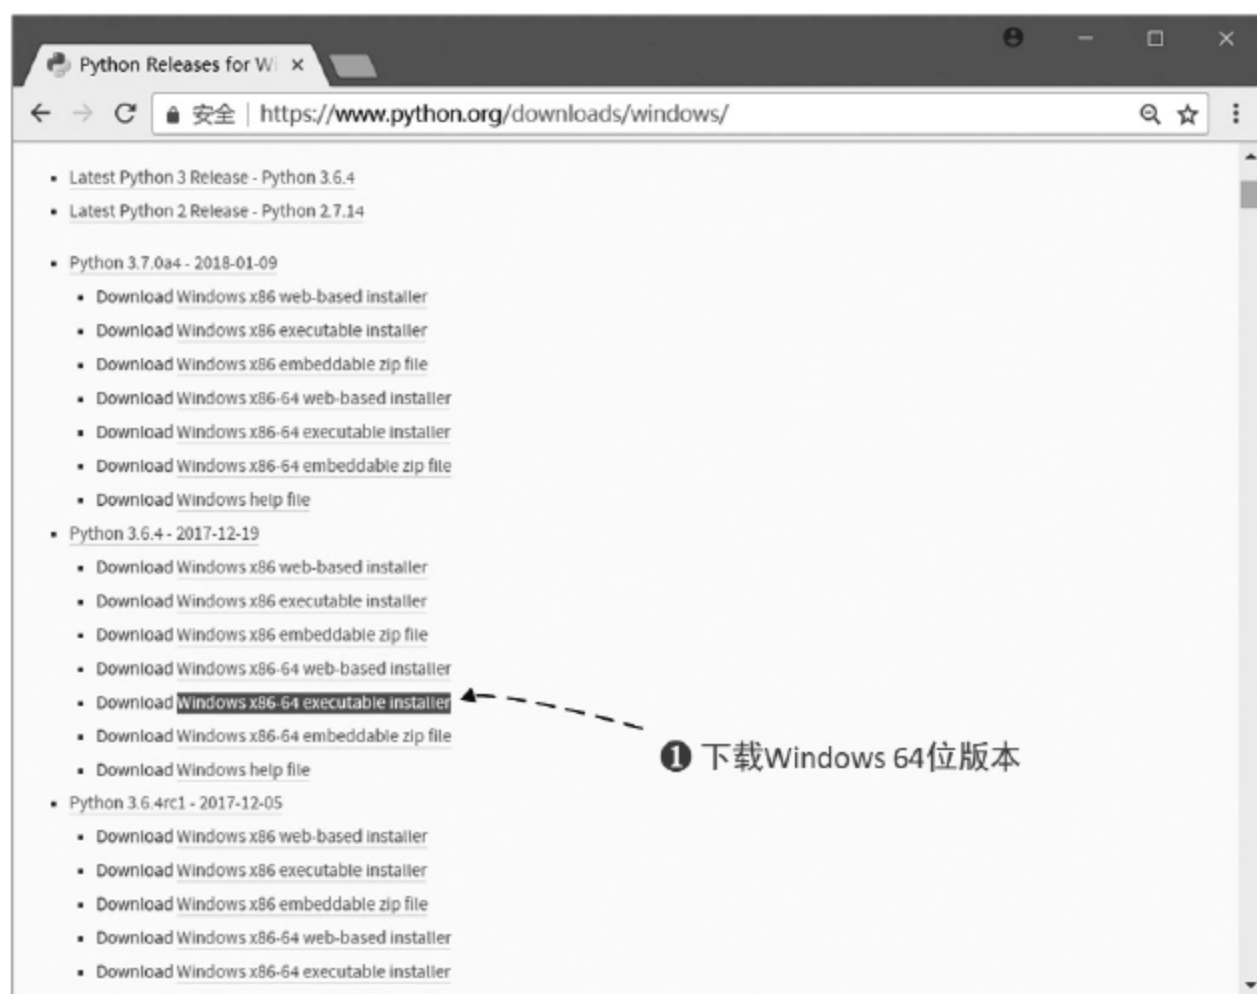 Python Releases for Wi
安全 | https://www.python.org/downloads/windows/
Latest Python 3 Release - Python 3.6.4
Latest Python 2 Release - Python 2.7.14
Python 3.7.0a4 - 2018-01-09
Download Windows x86 web-based installer
Download Windows x86 executable installer
Download Windows x86 embeddable zip file
Download Windows x86-64 web-based installer
Download Windows x86-64 executable installer
Download Windows x86-64 embeddable zip file
Download Windows help file
Python 3.6.4 - 2017-12-19
Download Windows x86 web-based installer
Download Windows x86 executable installer
Download Windows x86 embeddable zip file
Download Windows x86-64 web-based installer
Download Windows x86-64 executable installer
Download Windows x86-64 embeddable zip file
❶ 下载Windows 64位版本
Download Windows help file
Python 3.6.4rc1 - 2017-12-05
Download Windows x86 web-based installer
Download Windows x86 executable installer
Download Windows x86 embeddable zip file
Download Windows x86-64 web-based installer
Download Windows x86-64 executable installer